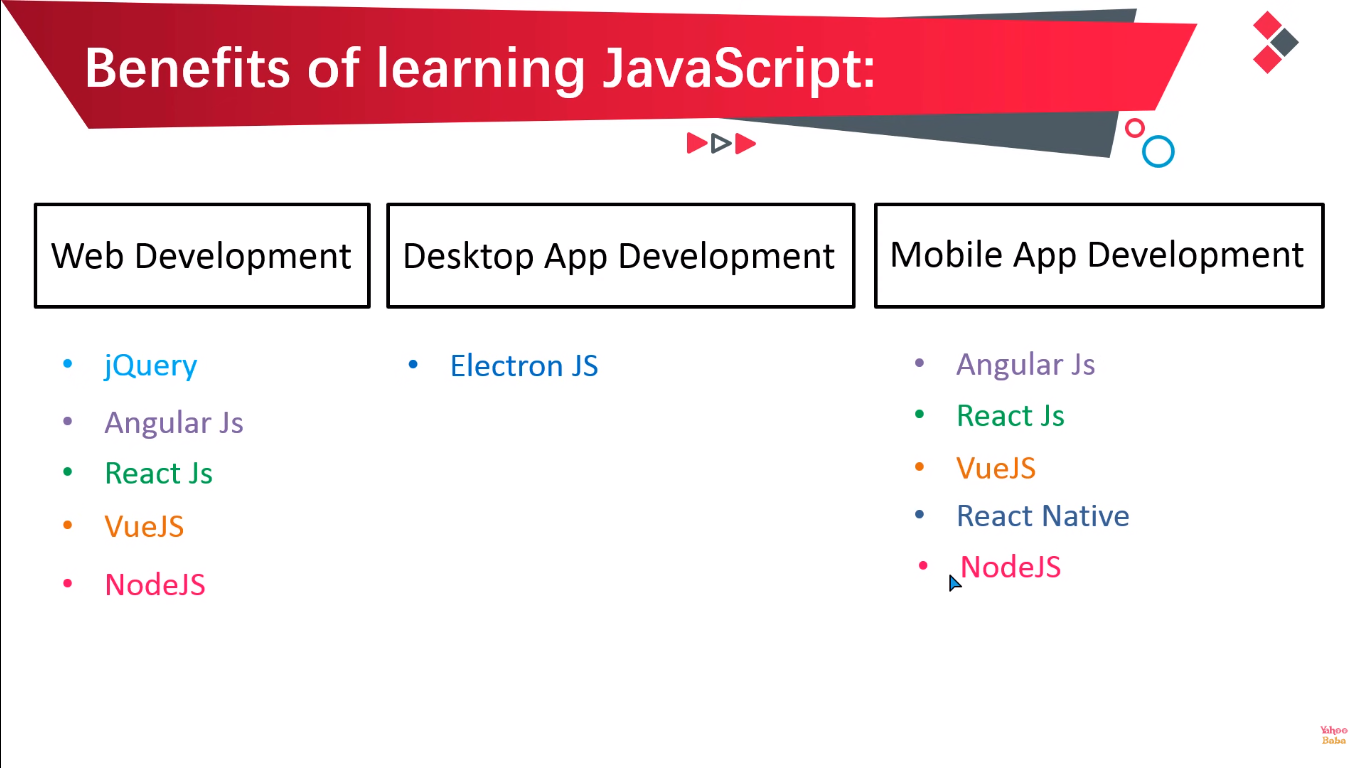 Benefits of learning JavaScript:
Web Development
jQuery
Angular Js
React Js
VueJS
NodeJS
Desktop App Development
Electron JS
Mobile App Development
Angular Js
React Js
VueJS
React Native
NodeJS
Yahoo
Baba